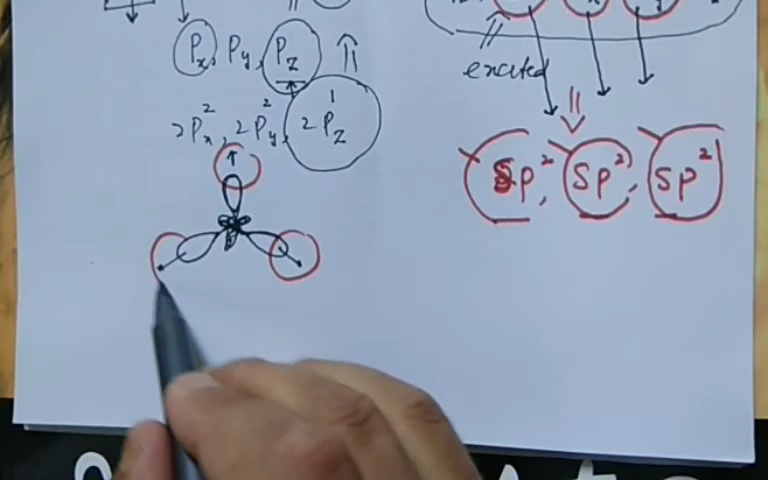 Px, Py, Pz
2Px², 2Py², 2Pz¹
excited
Sp², Sp², Sp²